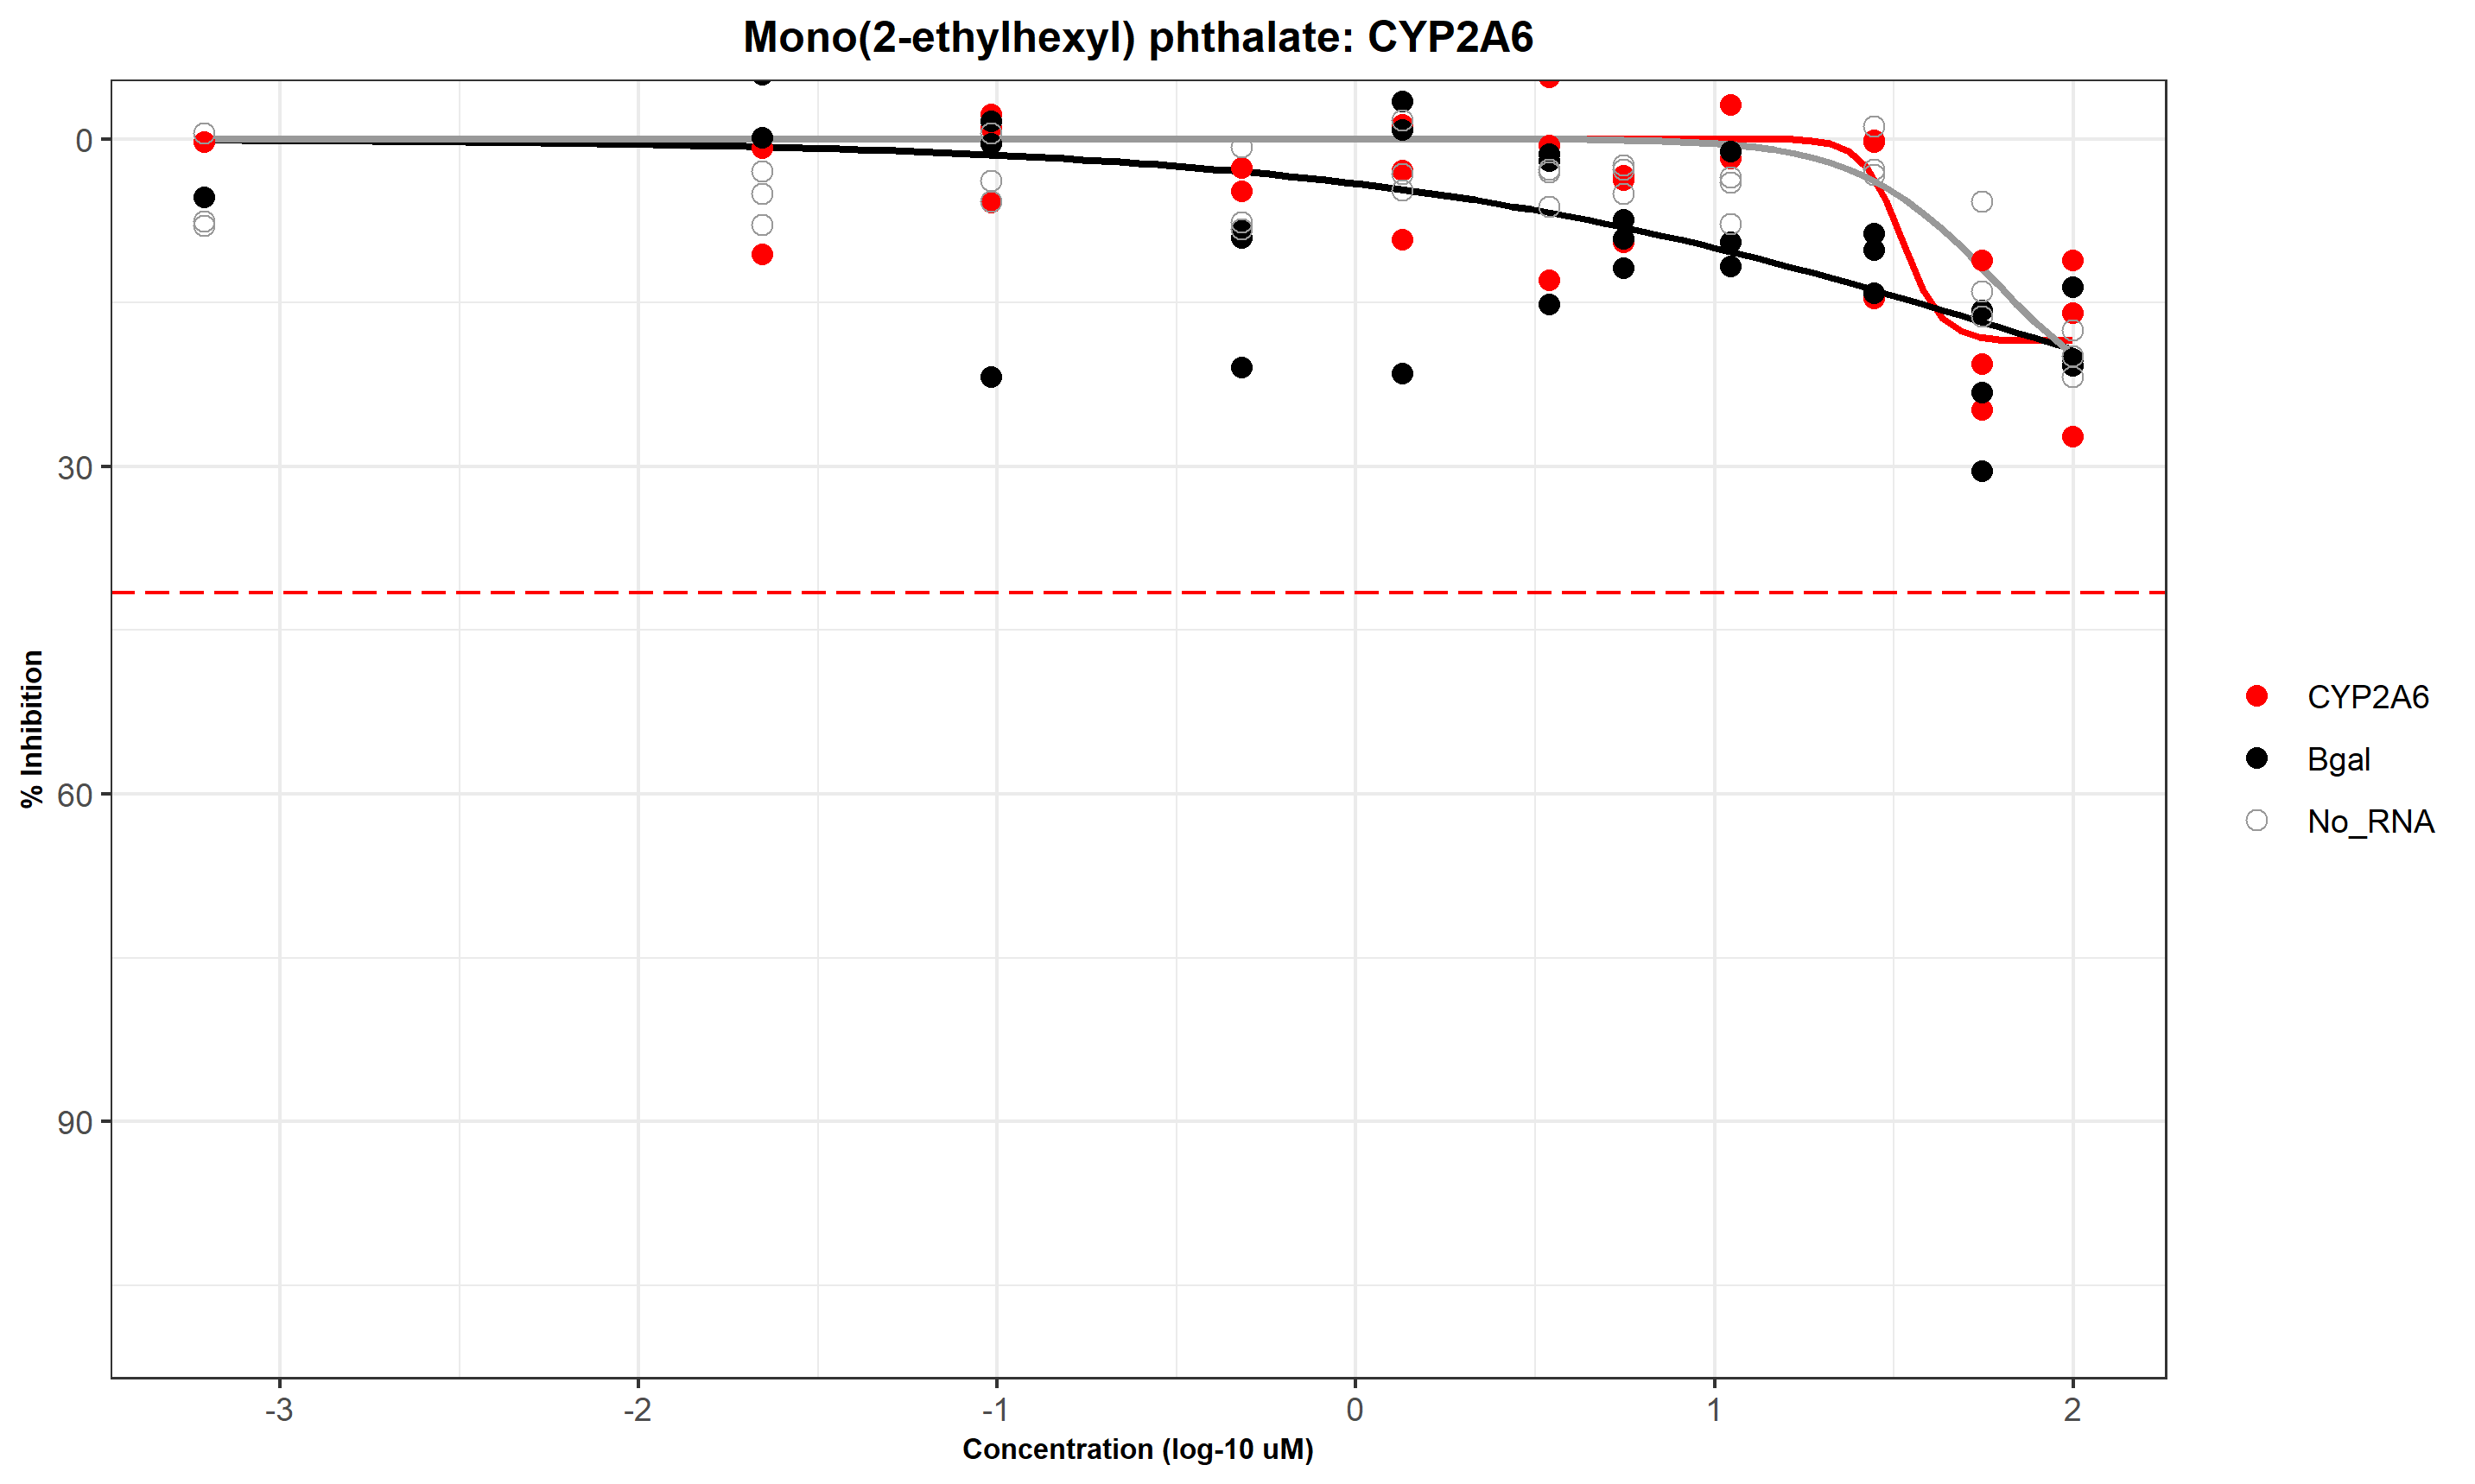 Mono(2-ethylhexyl) phthalate: CYP2A6
% Inhibition
0
30
60
90
-3
-2
-1
0
1
2
Concentration (log-10 uM)
CYP2A6
Bgal
No_RNA